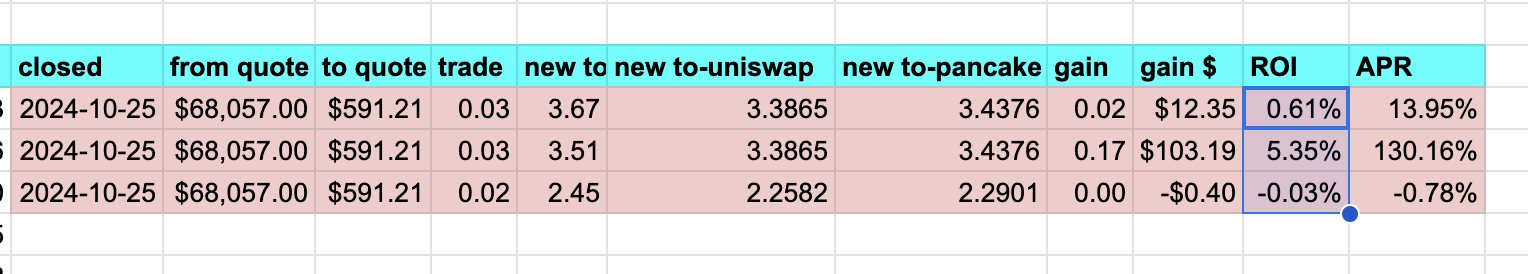 closed from quote to quote trade new to new to-uniswap new to-pancake gain gain $ ROI APR
2024-10-25 $68,057.00 $591.21 0.03 3.67 3.3865 3.4376 0.02 $12.35 0.61% 13.95%
2024-10-25 $68,057.00 $591.21 0.03 3.51 3.3865 3.4376 0.17 $103.19 5.35% 130.16%
2024-10-25 $68,057.00 $591.21 0.02 2.45 2.2582 2.2901 0.00 -$0.40 -0.03% -0.78%